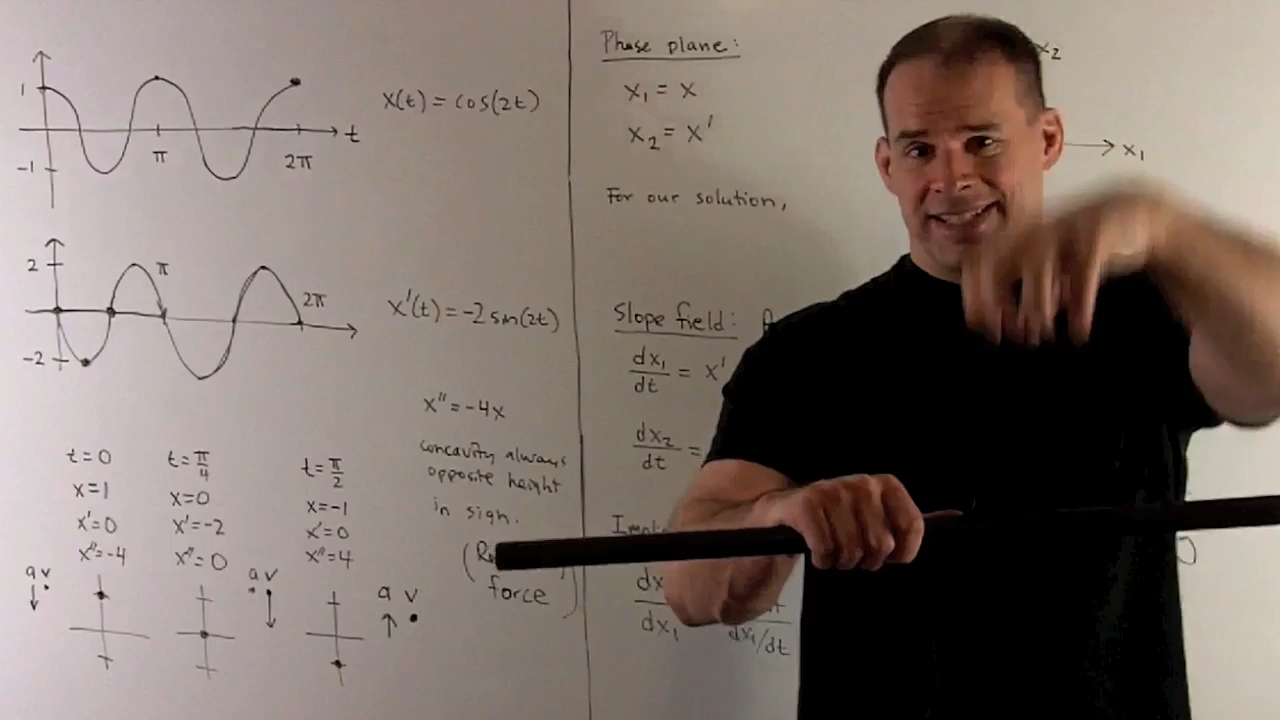 1
-1
π
2π
t
x(t) = cos(2t)
2
-2
π
2π
x'(t) = -2 sin(2t)
x'' = -4x
concavity always
opposite height
in sign.
force
t=0
x=1
x'=0
x''=-4
t=π/4
x=0
x'=-2
x''=0
t=π/2
x=-1
x'=0
x''=4
a v
a v
a v
Phase plane:
x₁ = x
x₂ = x'
For our solution,
Slope field:
dx₁/dt = x'
dx₂/dt =
dx₁
dx₁/dt
x₂
x₁